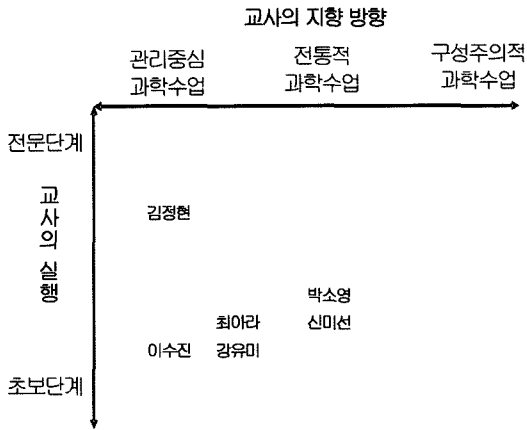 교사의 지향 방향
관리중심 전통적 구성주의적
과학수업 과학수업 과학수업
전문단계
교사의 실행
김정현
박소영
최아라 신미선
이수진 강유미
초보단계